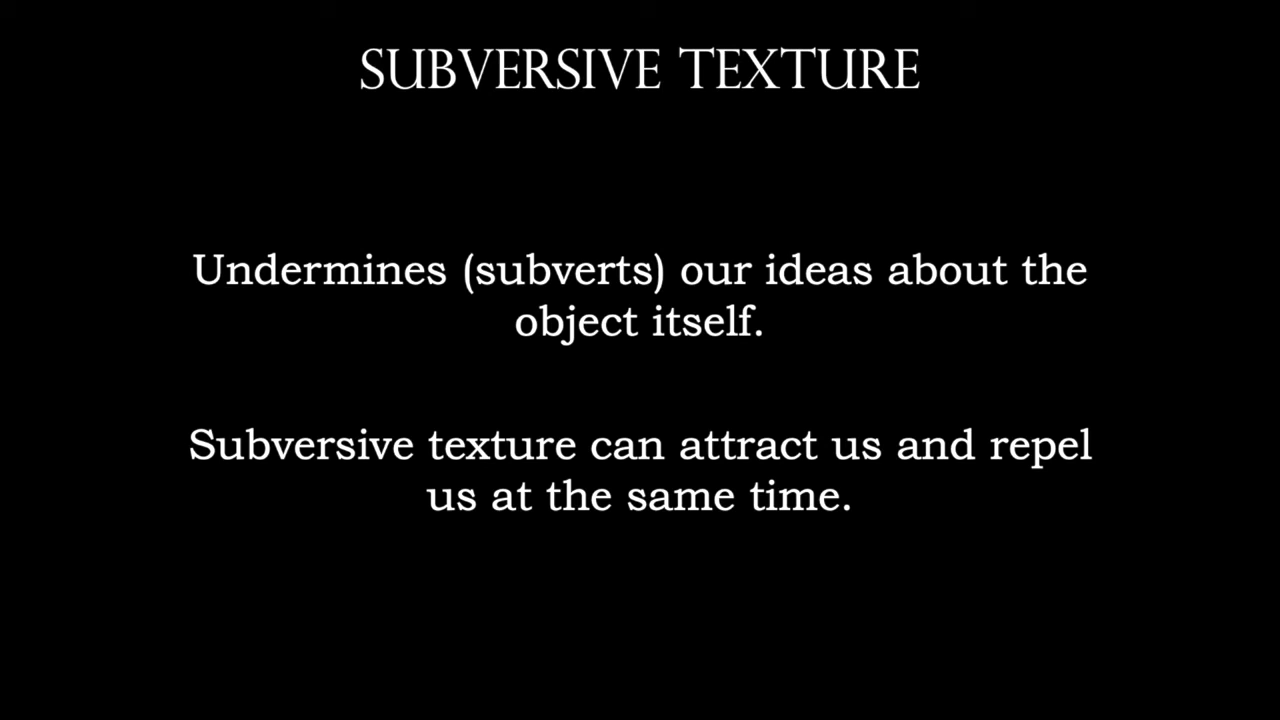 SUBVERSIVE TEXTURE
Undermines (subverts) our ideas about the
object itself.
Subversive texture can attract us and repel
us at the same time.